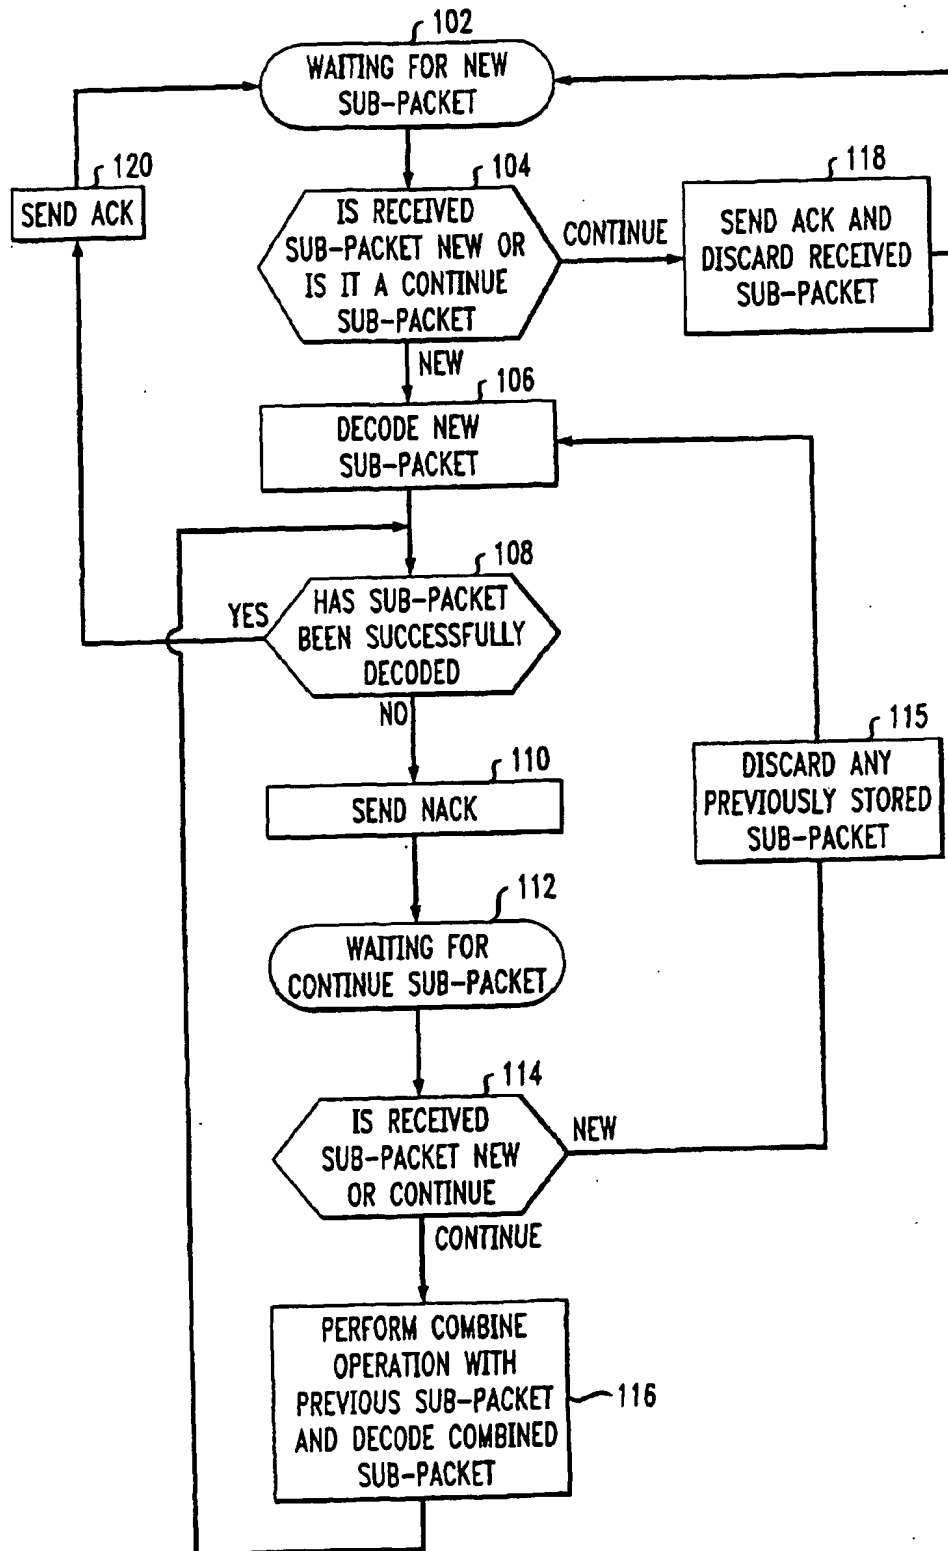 102
WAITING FOR NEW
SUB-PACKET
120
SEND ACK
104
IS RECEIVED
SUB-PACKET NEW OR
IS IT A CONTINUE
SUB-PACKET
CONTINUE
118
SEND ACK AND
DISCARD RECEIVED
SUB-PACKET
NEW
106
DECODE NEW
SUB-PACKET
108
YES
HAS SUB-PACKET
BEEN SUCCESSFULLY
DECODED
NO
110
SEND NACK
115
DISCARD ANY
PREVIOUSLY STORED
SUB-PACKET
112
WAITING FOR
CONTINUE SUB-PACKET
114
IS RECEIVED
SUB-PACKET NEW
OR CONTINUE
NEW
CONTINUE
PERFORM COMBINE
OPERATION WITH
PREVIOUS SUB-PACKET
AND DECODE COMBINED
SUB-PACKET
116